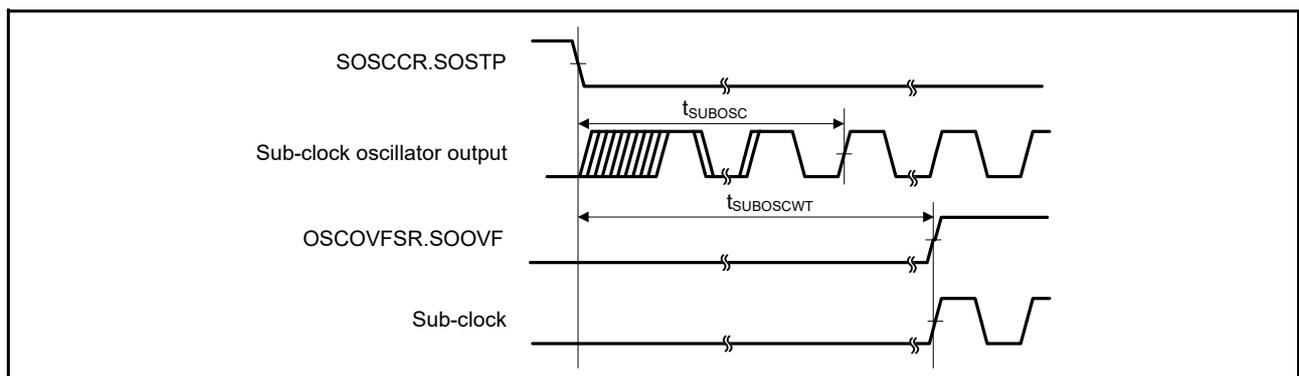 SOSCCR.SOSTP
tSUBOSC
Sub-clock oscillator output
tSUBOSCWT
OSCOVFSR.SOOVF
Sub-clock